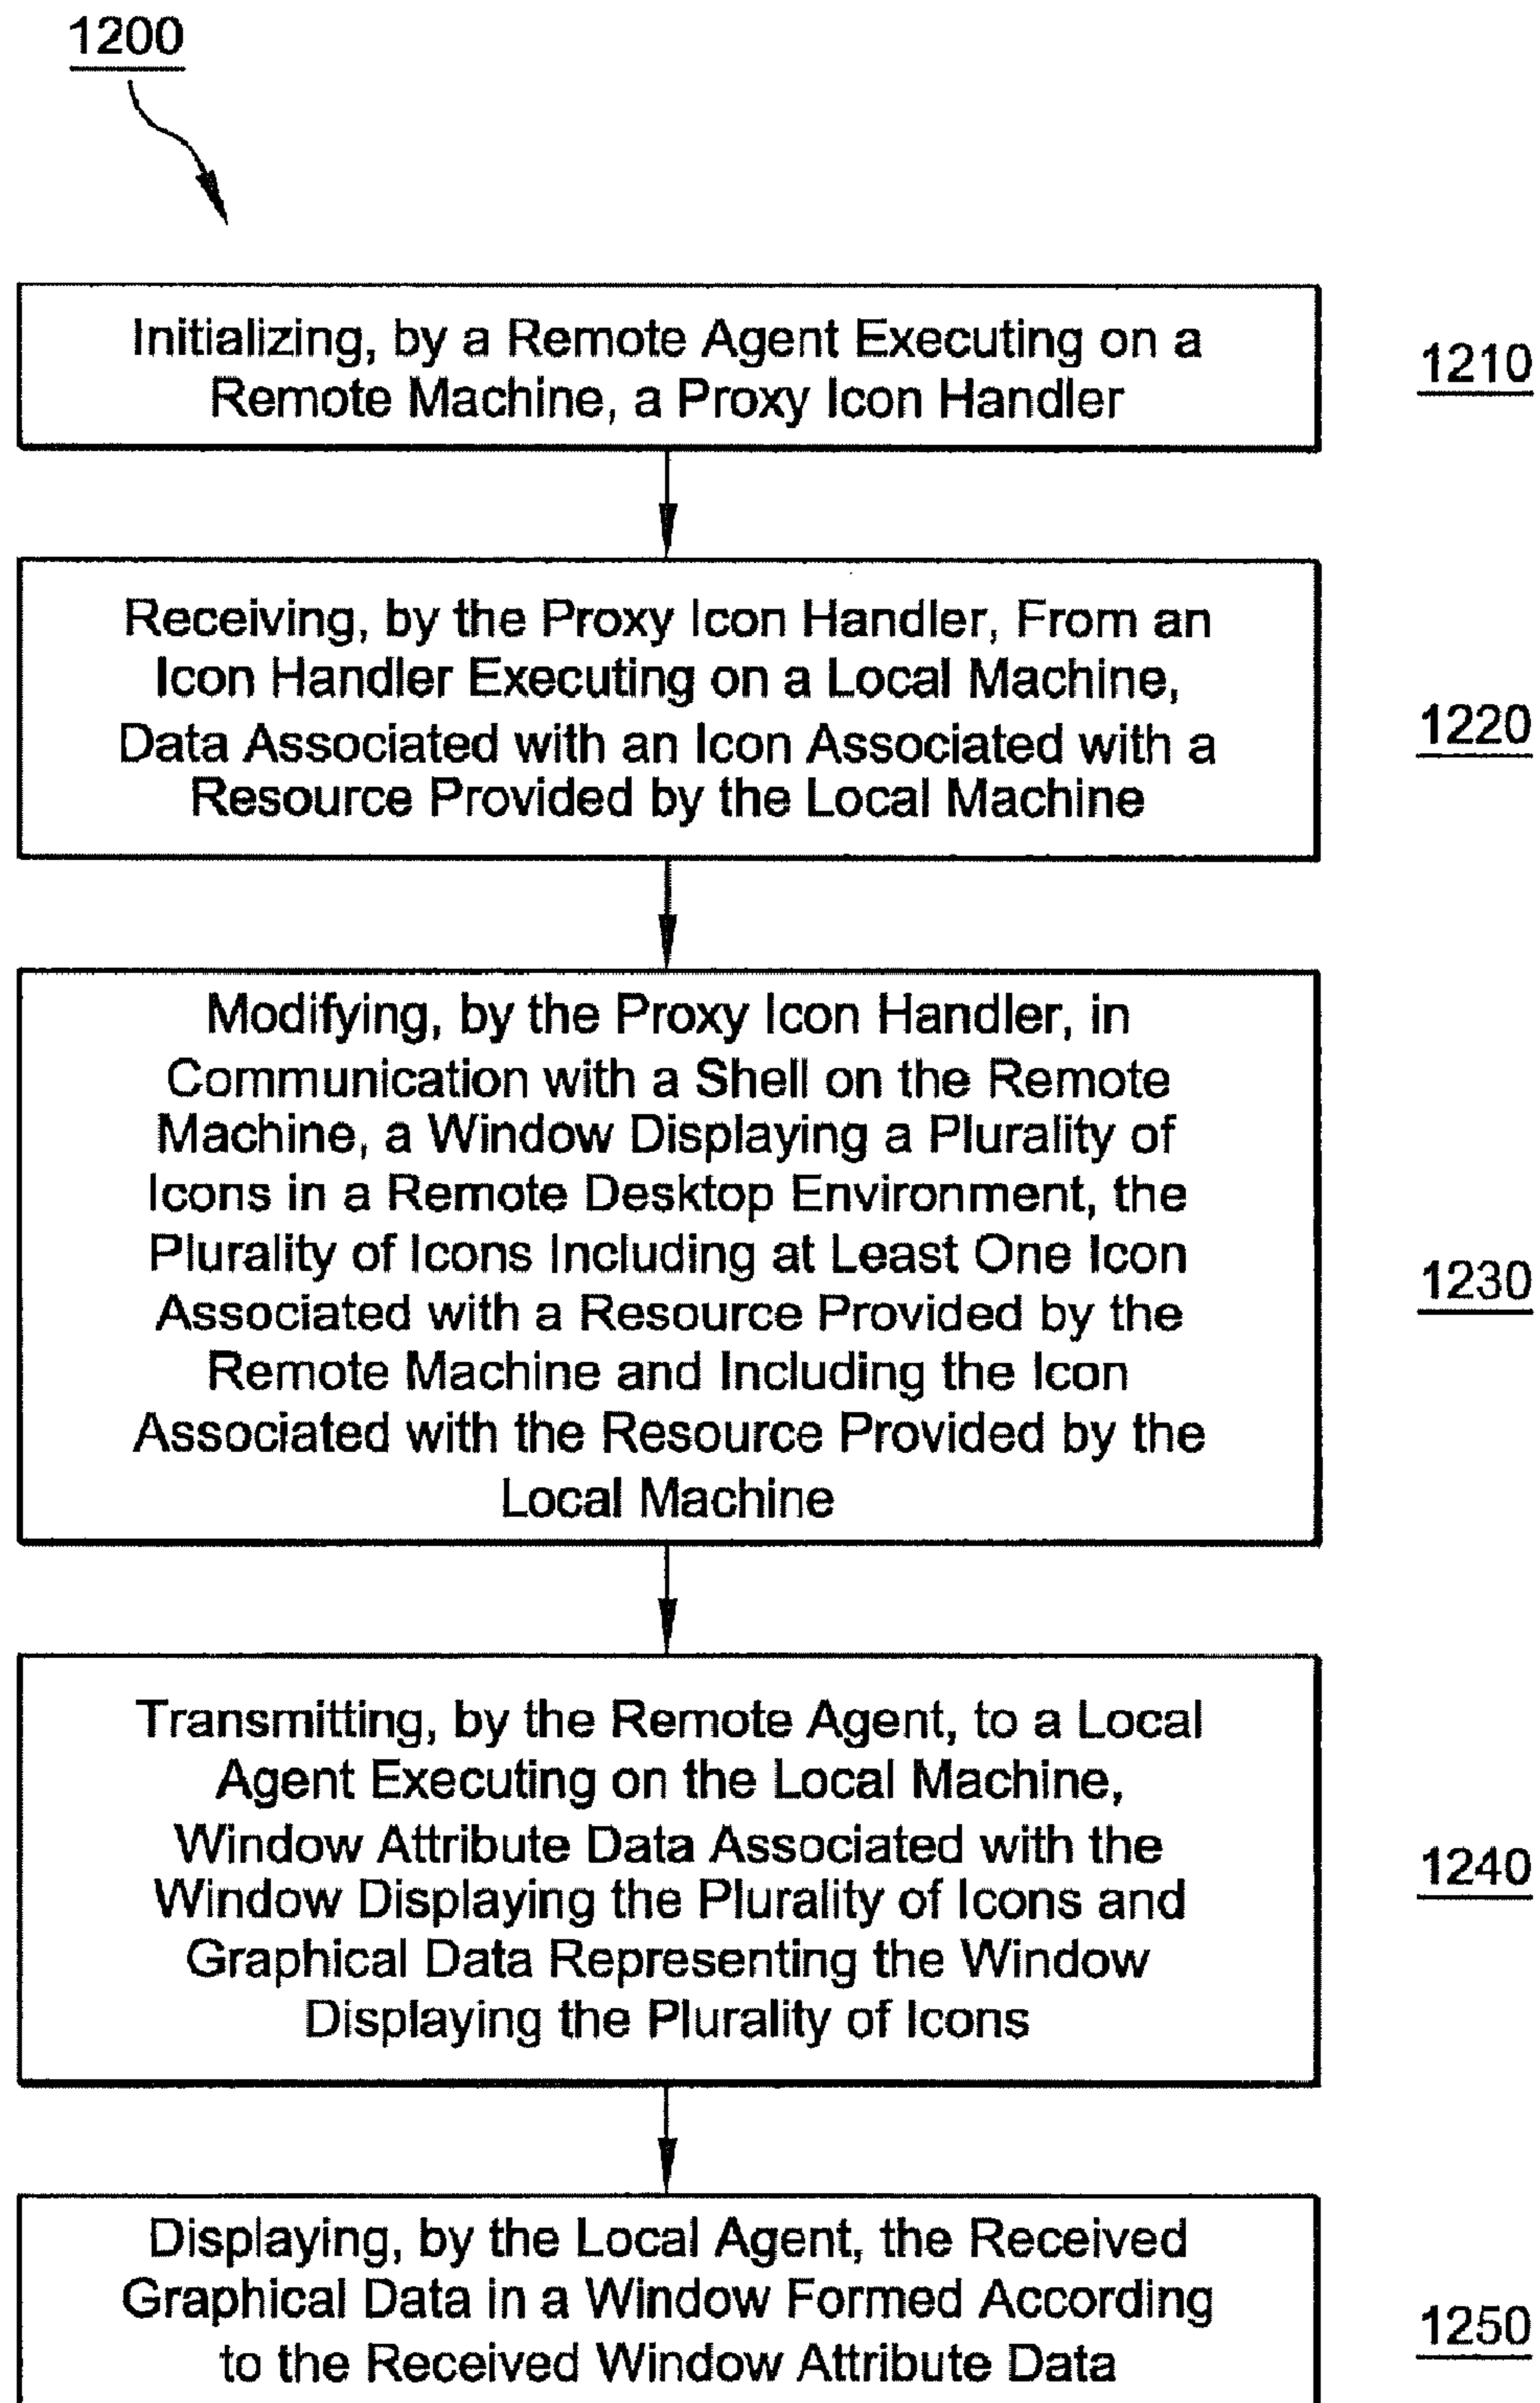 1200
Initializing, by a Remote Agent Executing on a
Remote Machine, a Proxy Icon Handler
1210
Receiving, by the Proxy Icon Handler, From an
Icon Handler Executing on a Local Machine,
Data Associated with an Icon Associated with a
Resource Provided by the Local Machine
1220
Modifying, by the Proxy Icon Handler, in
Communication with a Shell on the Remote
Machine, a Window Displaying a Plurality of
Icons in a Remote Desktop Environment, the
Plurality of Icons Including at Least One Icon
Associated with a Resource Provided by the
Remote Machine and Including the Icon
Associated with the Resource Provided by the
Local Machine
1230
Transmitting, by the Remote Agent, to a Local
Agent Executing on the Local Machine,
Window Attribute Data Associated with the
Window Displaying the Plurality of Icons and
Graphical Data Representing the Window
Displaying the Plurality of Icons
1240
Displaying, by the Local Agent, the Received
Graphical Data in a Window Formed According
to the Received Window Attribute Data
1250